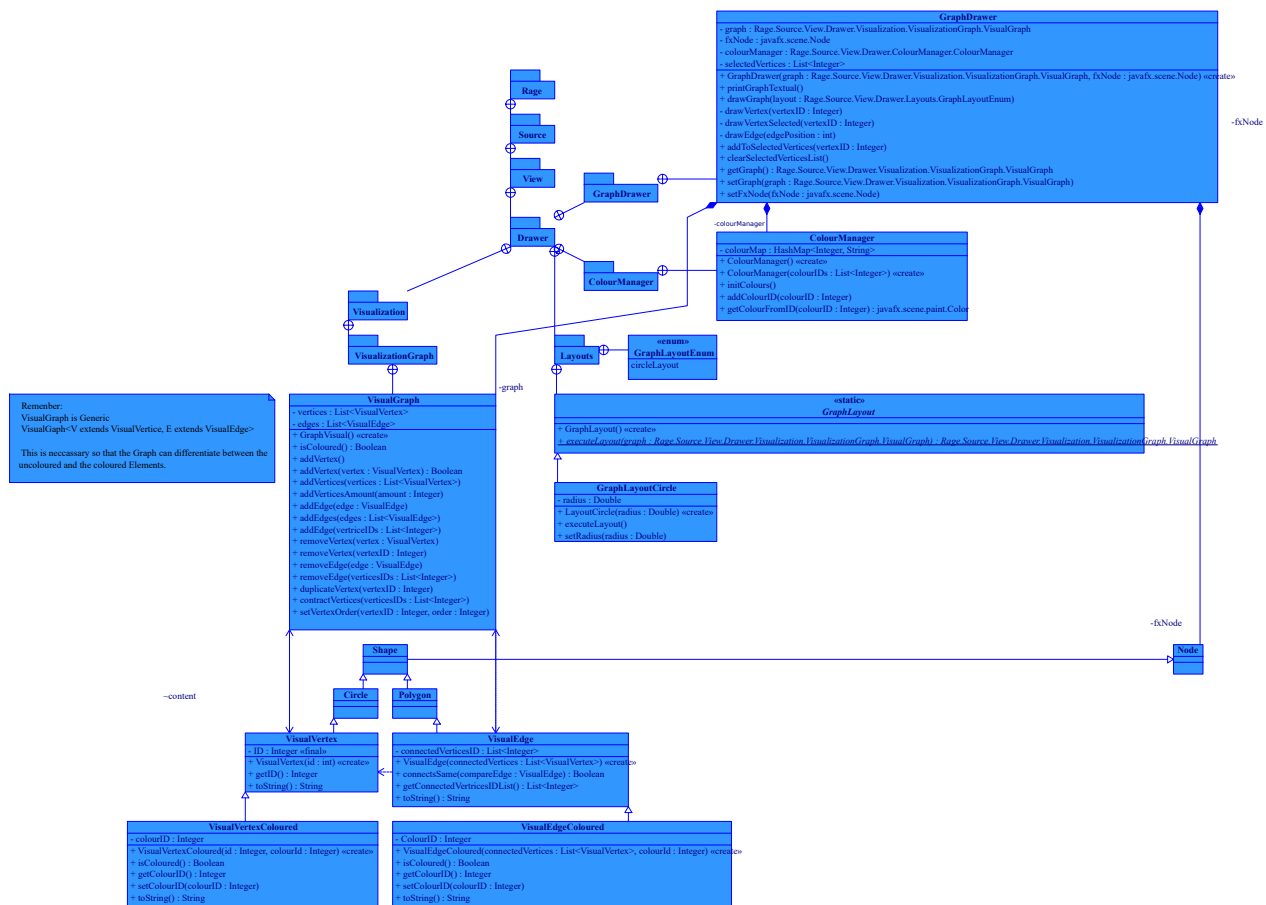 GraphDrawer
- graph : Rage.Source.View.Drawer.Visualization.VisualizationGraph.VisualGraph
- fxNode : javafx.scene.Node
- colourManager : Rage.Source.View.Drawer.ColourManager.ColourManager
- selectedVertices : List<Integer>
+ GraphDrawer(graph : Rage.Source.View.Drawer.Visualization.VisualizationGraph.VisualGraph, fxNode : javafx.scene.Node) «create»
+ printGraphTextual()
+ drawGraph(layout : Rage.Source.View.Drawer.Layouts.GraphLayoutEnum)
- drawVertex(vertexID : Integer)
- drawVertexSelected(vertexID : Integer)
- drawEdge(edgePosition : int)
+ addToSelectedVertices(vertexID : Integer)
+ clearSelectedVerticesList()
+ getGraph() : Rage.Source.View.Drawer.Visualization.VisualizationGraph.VisualGraph
+ setGraph(graph : Rage.Source.View.Drawer.Visualization.VisualizationGraph.VisualGraph)
+ setFxNode(fxNode : javafx.scene.Node)
-fxNode
Rage
Source
View
GraphDrawer
Drawer
-colourManager
ColourManager
- colourMap : HashMap<Integer, String>
+ ColourManager() «create»
+ ColourManager(colourIDs : List<Integer>) «create»
+ initColours()
+ addColourID(colourID : Integer)
+ getColourFromID(colourID : Integer) : javafx.scene.paint.Color
ColourManager
Visualization
VisualizationGraph
Layouts
«enum»
GraphLayoutEnum
circleLayout
-graph
Remenber:
VisualGraph is Generic
VisualGaph<V extends VisualVertice, E extends VisualEdge>
This is neccassary so that the Graph can differentiate between the
uncoloured and the coloured Elements.
VisualGraph
- vertices : List<VisualVertex>
- edges : List<VisualEdge>
+ GraphVisual() «create»
+ isColoured() : Boolean
+ addVertex()
+ addVertex(vertex : VisualVertex) : Boolean
+ addVertices(vertices : List<VisualVertex>)
+ addVerticesAmount(amount : Integer)
+ addEdge(edge : VisualEdge)
+ addEdges(edges : List<VisualEdge>)
+ addEdge(vertriceIDs : List<Integer>)
+ removeVertex(vertex : VisualVertex)
+ removeVertex(vertexID : Integer)
+ removeEdge(edge : VisualEdge)
+ removeEdge(verticesIDs : List<Integer>)
+ duplicateVertex(vertexID : Integer)
+ contractVertices(verticesIDs : List<Integer>)
+ setVertexOrder(vertexID : Integer, order : Integer)
«static»
GraphLayout
+ GraphLayout() «create»
+ executeLayout(graph : Rage.Source.View.Drawer.Visualization.VisualizationGraph.VisualGraph) : Rage.Source.View.Drawer.Visualization.VisualizationGraph.VisualGraph
GraphLayoutCircle
- radius : Double
+ LayoutCircle(radius : Double) «create»
+ executeLayout()
+ setRadius(radius : Double)
-fxNode
Shape
Node
Circle
Polygon
~content
VisualVertex
- ID : Integer «final»
+ VisualVertex(id : int) «create»
+ getID() : Integer
+ toString() : String
VisualEdge
- connectedVerticesID : List<Integer>
+ VisualEdge(connectedVertices : List<VisualVertex>) «create»
+ connectsSame(compareEdge : VisualEdge) : Boolean
+ getConnectedVertricesIDList() : List<Integer>
+ toString() : String
VisualVertexColoured
- colourID : Integer
+ VisualVertexColoured(id : Integer, colourId : Integer) «create»
+ isColoured() : Boolean
+ getColourID() : Integer
+ setColourID(colourID : Integer)
+ toString() : String
VisualEdgeColoured
- ColourID : Integer
+ VisualEdgeColoured(connectedVertices : List<VisualVertex>, colourId : Integer) «create»
+ isColoured() : Boolean
+ getColourID() : Integer
+ setColourID(colourID : Integer)
+ toString() : String